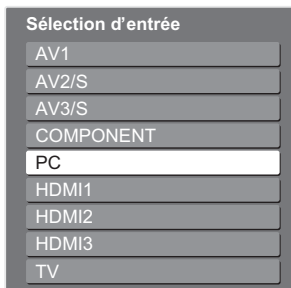 Sélection d’entrée
AV1
AV2/S
AV3/S
COMPONENT
PC
HDMI1
HDMI2
HDMI3
TV